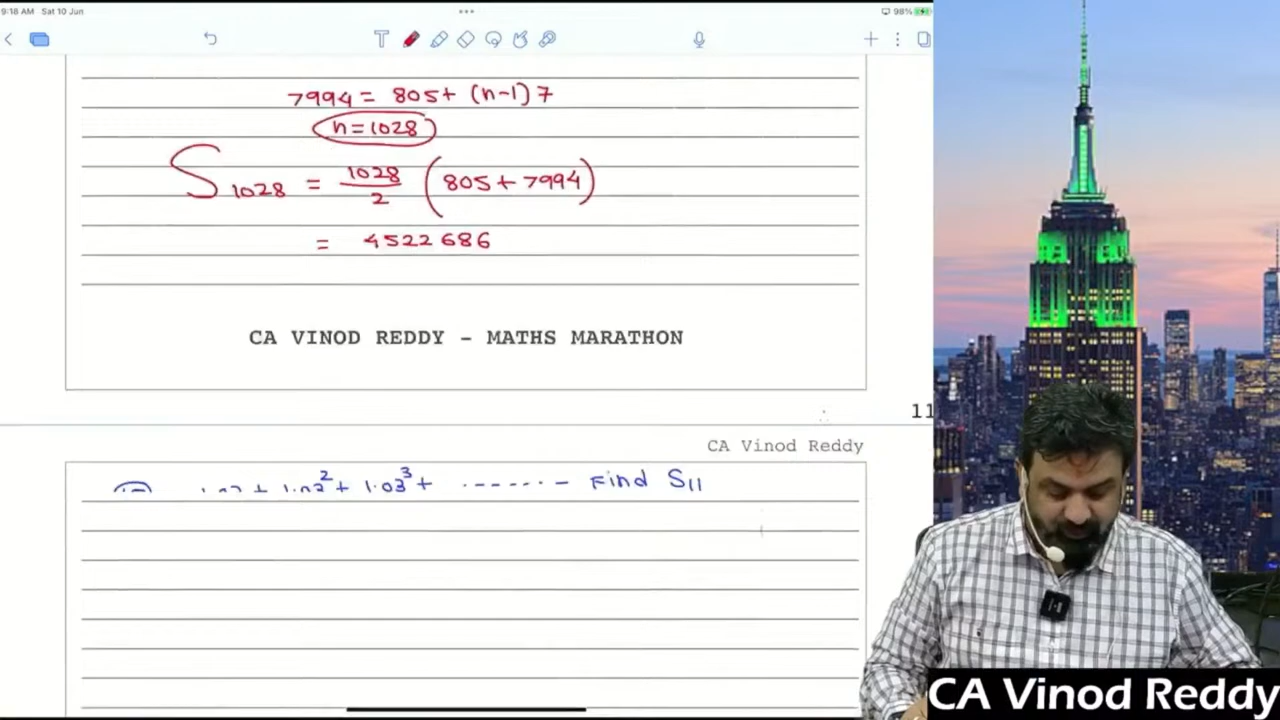 9:18 AM Sat 10 Jun
98%
T
7994 = 805 + (n-1) 7
n = 1028
S 1028 = 1028/2 (805 + 7994)
= 4522686
CA VINOD REDDY - MATHS MARATHON
11
CA Vinod Reddy
1.03² + 1.03³ + ------- Find S11
CA Vinod Reddy